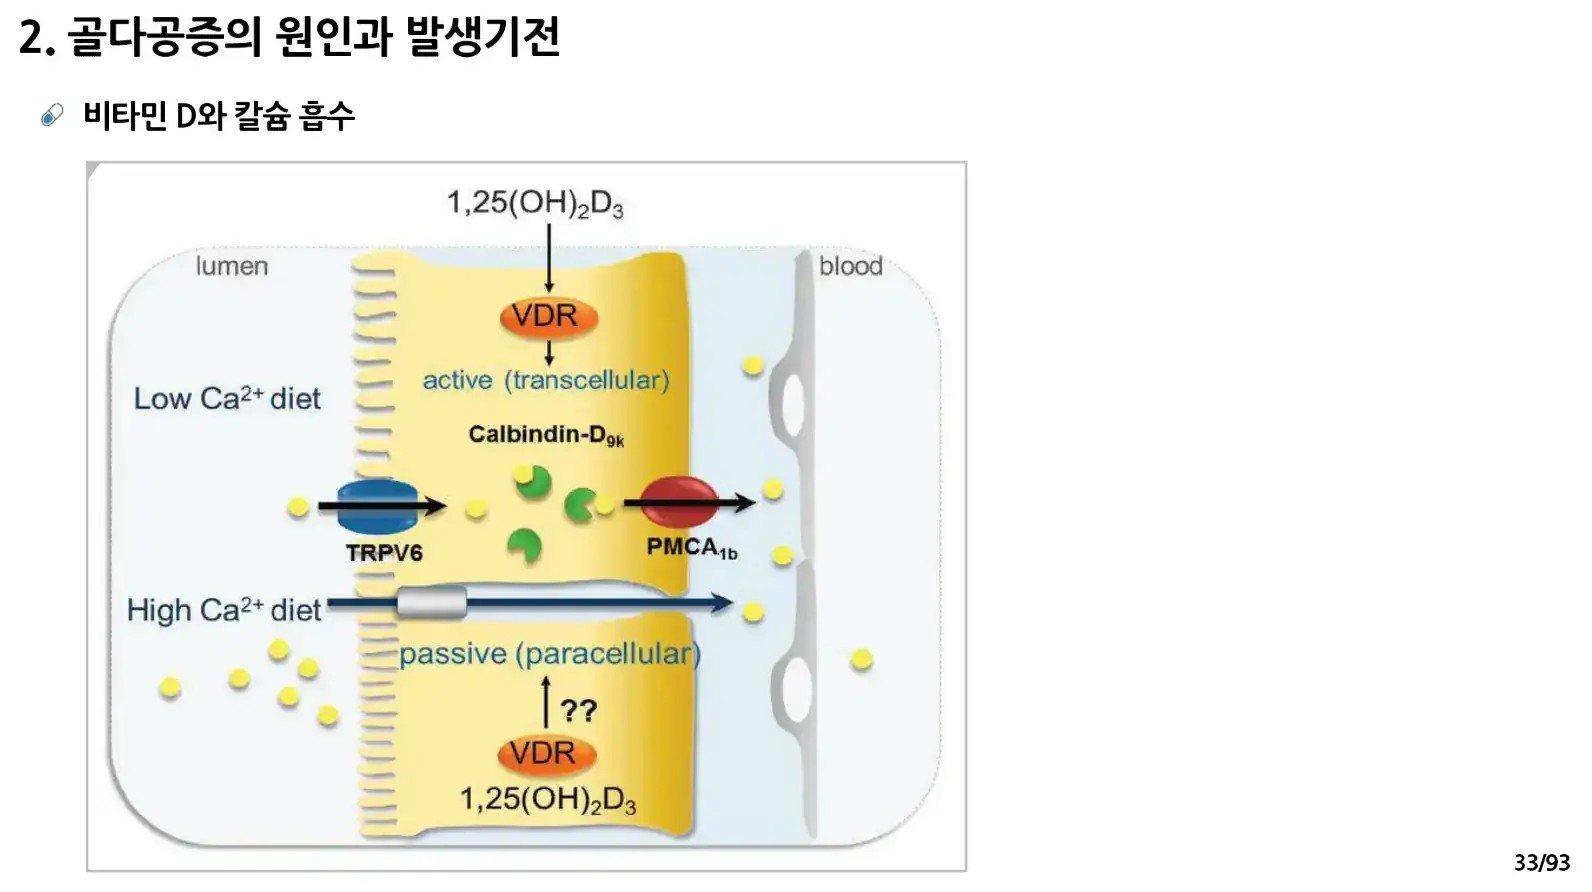 2. 골다공증의 원인과 발생기전
비타민 D와 칼슘 흡수
1,25(OH)₂D₃
lumen
blood
VDR
active (transcellular)
Low Ca²⁺ diet
Calbindin-D₉ₖ
TRPV6
PMCA₁b
High Ca²⁺ diet
passive (paracellular)
??
VDR
1,25(OH)₂D₃
33/93